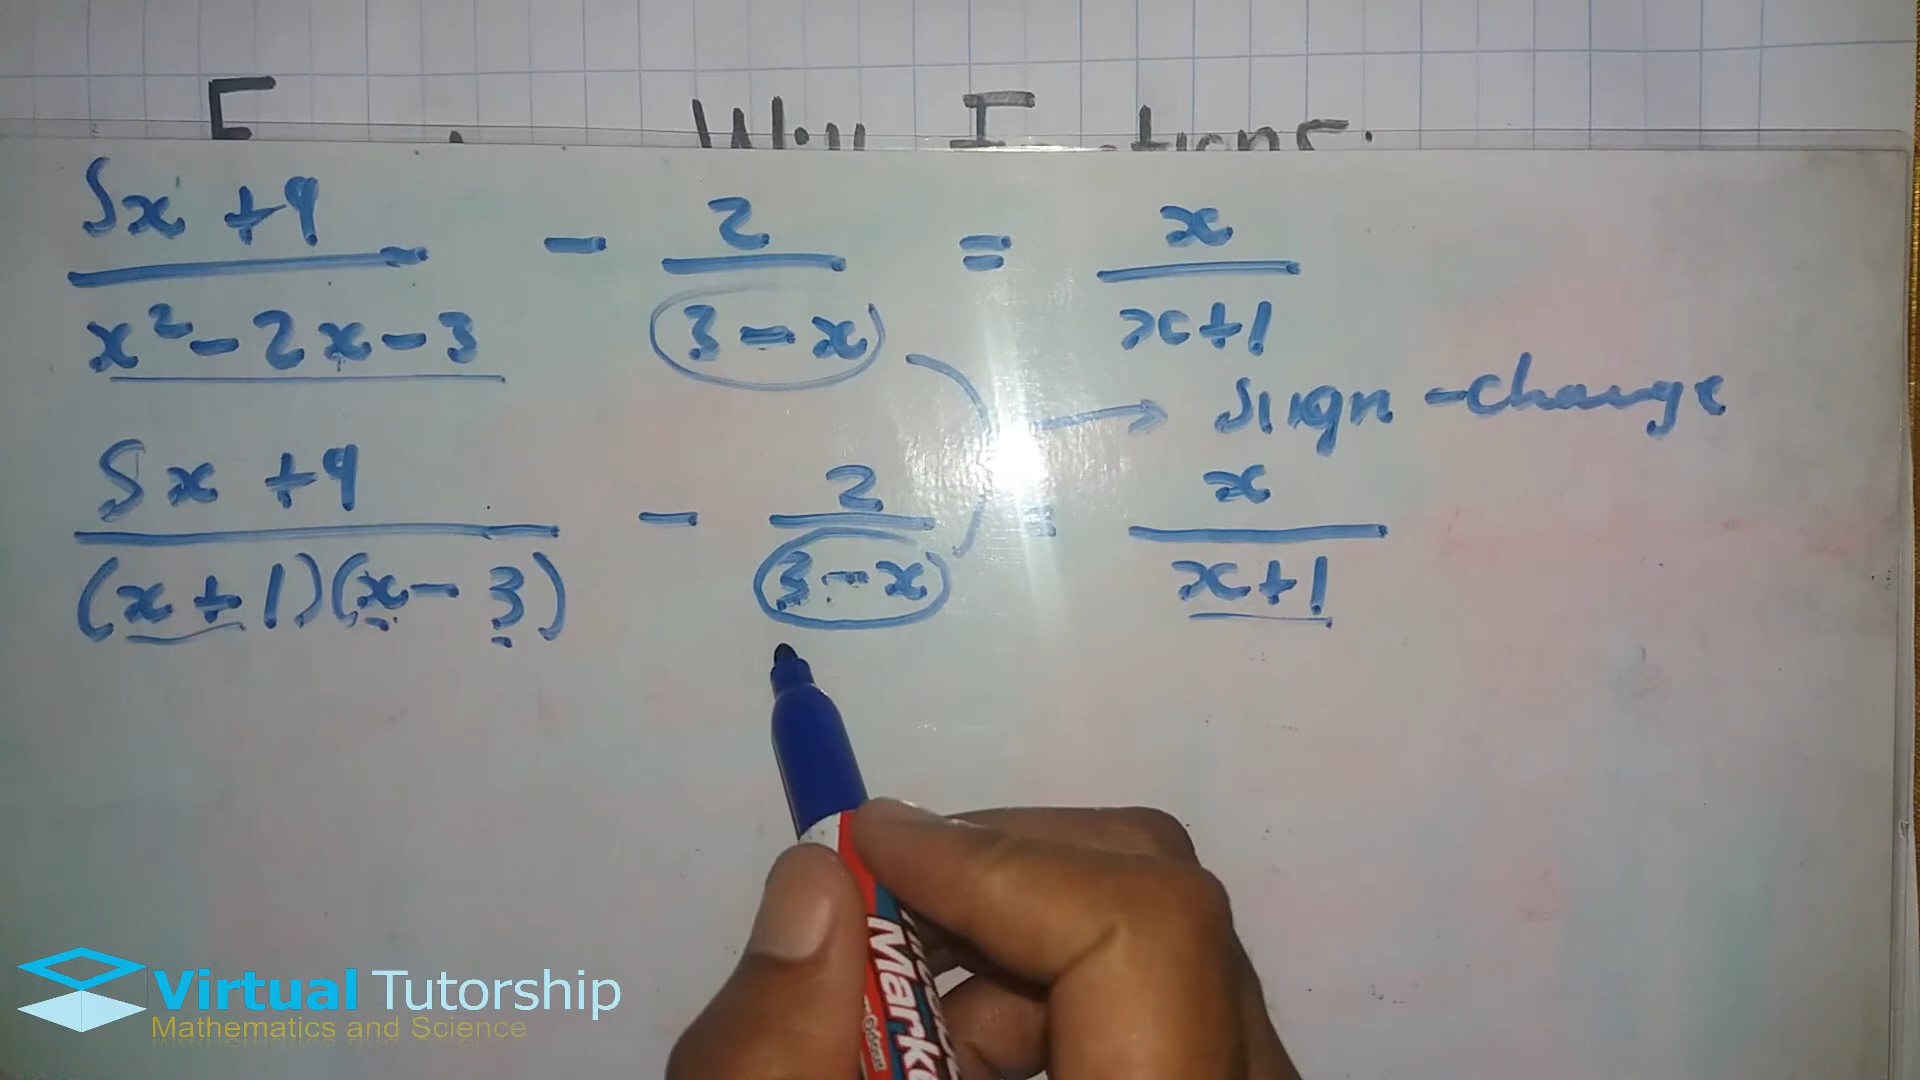 5x + 9 / x² - 2x - 3 - 2 / 3 - x = x / x + 1
Sign-change
5x + 9 / (x + 1)(x - 3) - 2 / 3 - x = x / x + 1
Virtual Tutorship
Mathematics and Science